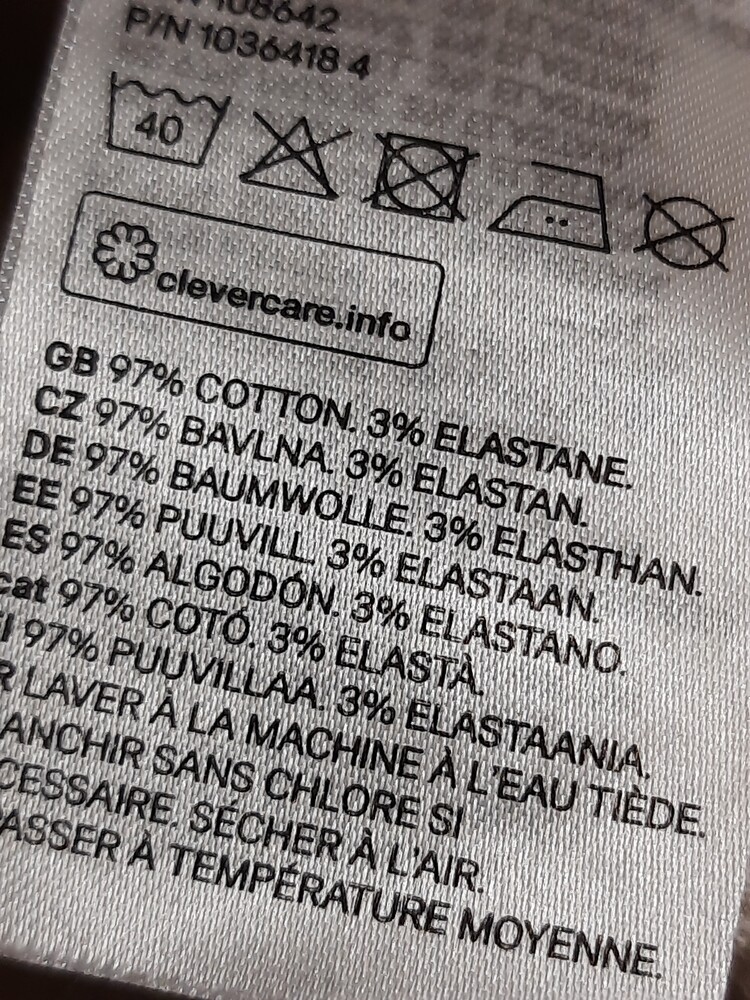 108642
P/N 1036418 4
40
clevercare.info
GB 97% COTTON. 3% ELASTANE.
CZ 97% BAVLNA. 3% ELASTAN.
DE 97% BAUMWOLLE. 3% ELASTHAN.
EE 97% PUUVILL. 3% ELASTAAN.
ES 97% ALGODÓN. 3% ELASTANO.
cat 97% COTÓ. 3% ELASTÀ.
FI 97% PUUVILLAA. 3% ELASTAANIA.
R LAVER À LA MACHINE À L'EAU TIÈDE.
ANCHIR SANS CHLORE SI
CESSAIRE. SÉCHER À L'AIR.
ASSER À TEMPÉRATURE MOYENNE.